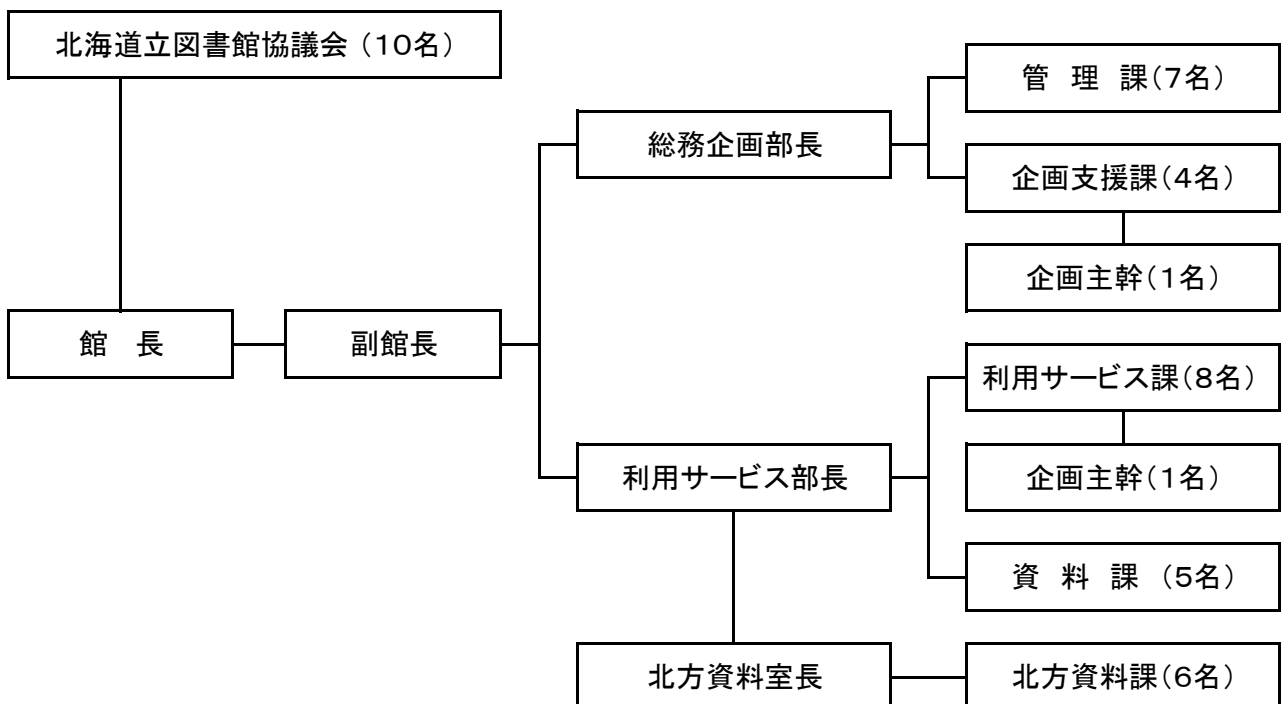 北海道立図書館協議会（10名）
管　理　課（7名）
総務企画部長
企画支援課（4名）
企画主幹（1名）
館　長
副館長
利用サービス課（8名）
利用サービス部長
企画主幹（1名）
資　料　課　（5名）
北方資料室長
北方資料課（6名）